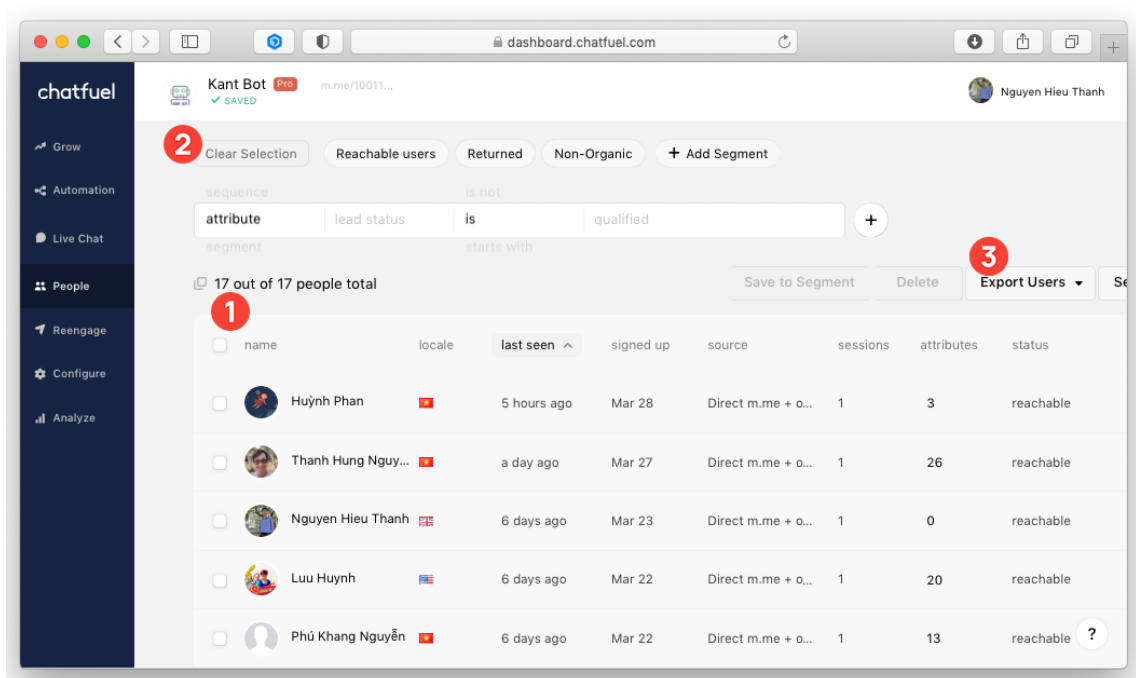 dashboard.chatfuel.com
chatfuel
Kant Bot Pro m.me/10011...
SAVED
Nguyen Hieu Thanh
Grow
Automation
Live Chat
People
Reengage
Configure
Analyze
2
Clear Selection Reachable users Returned Non-Organic + Add Segment
sequence is not
attribute lead status is qualified +
segment starts with
3
17 out of 17 people total Save to Segment Delete Export Users Se
1
name locale last seen signed up source sessions attributes status
Huỳnh Phan 5 hours ago Mar 28 Direct m.me + o... 1 3 reachable
Thanh Hung Nguy... a day ago Mar 27 Direct m.me + o... 1 26 reachable
Nguyen Hieu Thanh 6 days ago Mar 23 Direct m.me + o... 1 0 reachable
Luu Huynh 6 days ago Mar 22 Direct m.me + o... 1 20 reachable
Phú Khang Nguyễn 6 days ago Mar 22 Direct m.me + o... 1 13 reachable ?